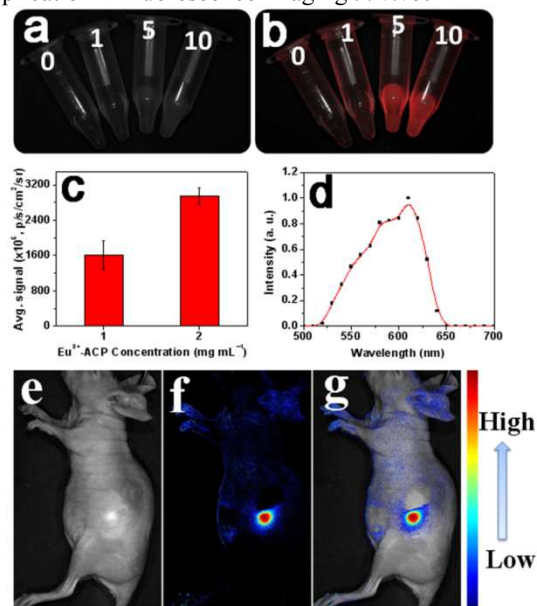 a
0 1 5 10
b
0 1 5 10
c
Avg. signal (x10⁶, p/s/cm²/sr)
3200
2400
1600
800
0
1 2
Eu³⁺-ACP Concentration (mg mL⁻¹)
d
Intensity (a. u.)
1.2
1.0
0.8
0.6
0.4
0.2
0.0
500 550 600 650 700
Wavelength (nm)
e
f
g
High
Low